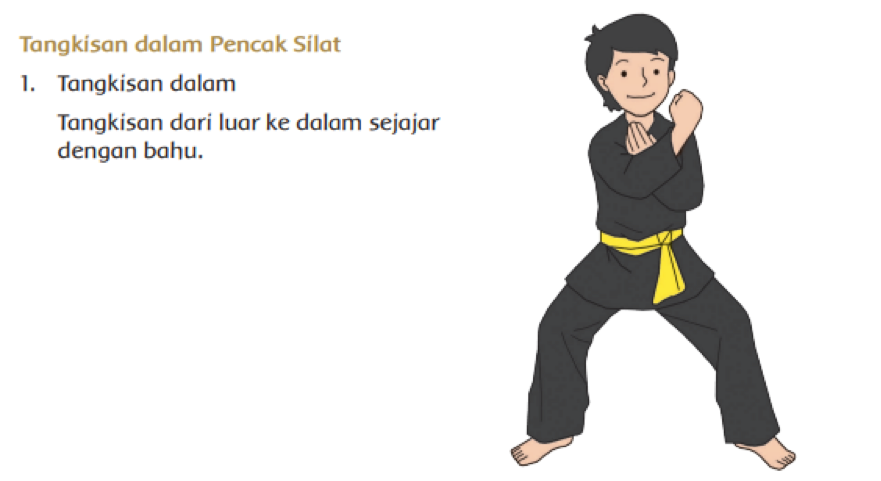 Tangkisan dalam Pencak Silat
1. Tangkisan dalam
Tangkisan dari luar ke dalam sejajar
dengan bahu.